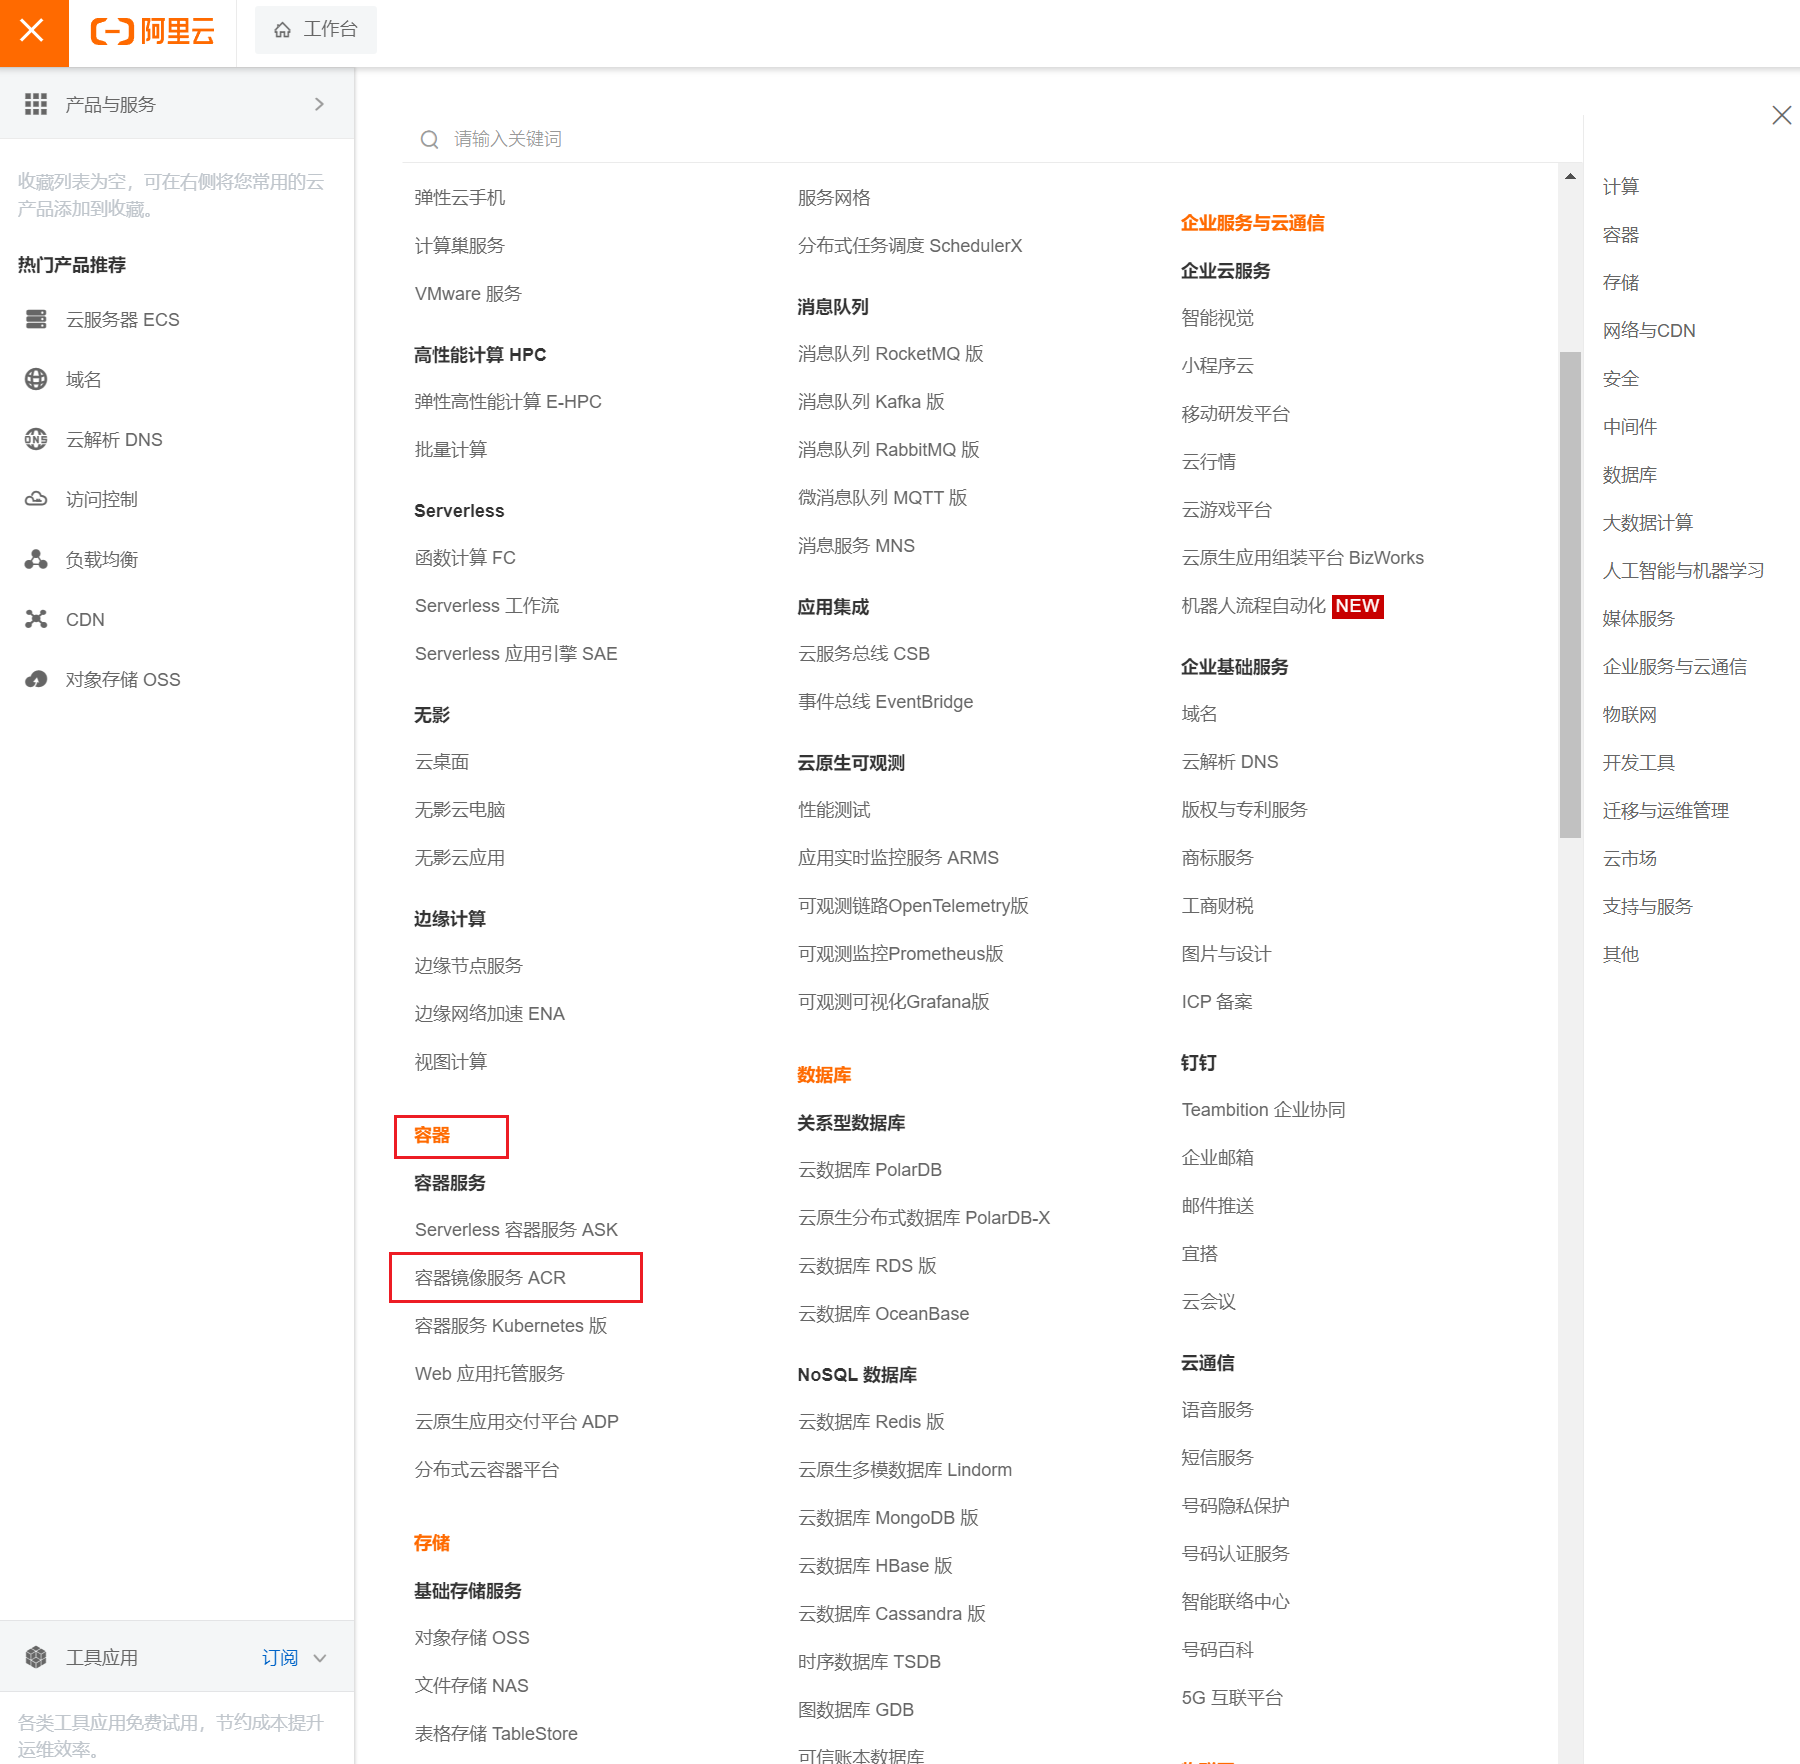 阿里云
工作台
产品与服务
收藏列表为空，可在右侧将您常用的云
产品添加到收藏。
热门产品推荐
云服务器 ECS
域名
DNS
云解析 DNS
访问控制
负载均衡
CDN
对象存储 OSS
工具应用
订阅
各类工具应用免费试用，节约成本提升
运维效率。
请输入关键词
弹性云手机
计算巢服务
VMware 服务
高性能计算 HPC
弹性高性能计算 E-HPC
批量计算
Serverless
函数计算 FC
Serverless 工作流
Serverless 应用引擎 SAE
无影
云桌面
无影云电脑
无影云应用
边缘计算
边缘节点服务
边缘网络加速 ENA
视图计算
容器
容器服务
Serverless 容器服务 ASK
容器镜像服务 ACR
容器服务 Kubernetes 版
Web 应用托管服务
云原生应用交付平台 ADP
分布式云容器平台
存储
基础存储服务
对象存储 OSS
文件存储 NAS
表格存储 TableStore
服务网格
分布式任务调度 SchedulerX
消息队列
消息队列 RocketMQ 版
消息队列 Kafka 版
消息队列 RabbitMQ 版
微消息队列 MQTT 版
消息服务 MNS
应用集成
云服务总线 CSB
事件总线 EventBridge
云原生可观测
性能测试
应用实时监控服务 ARMS
可观测链路OpenTelemetry版
可观测监控Prometheus版
可观测可视化Grafana版
数据库
关系型数据库
云数据库 PolarDB
云原生分布式数据库 PolarDB-X
云数据库 RDS 版
云数据库 OceanBase
NoSQL 数据库
云数据库 Redis 版
云原生多模数据库 Lindorm
云数据库 MongoDB 版
云数据库 HBase 版
云数据库 Cassandra 版
时序数据库 TSDB
图数据库 GDB
可信账本数据库
企业服务与云通信
企业云服务
智能视觉
小程序云
移动研发平台
云行情
云游戏平台
云原生应用组装平台 BizWorks
机器人流程自动化 NEW
企业基础服务
域名
云解析 DNS
版权与专利服务
商标服务
工商财税
图片与设计
ICP 备案
钉钉
Teambition 企业协同
企业邮箱
邮件推送
宜搭
云会议
云通信
语音服务
短信服务
号码隐私保护
号码认证服务
智能联络中心
号码百科
5G 互联平台
计算
容器
存储
网络与CDN
安全
中间件
数据库
大数据计算
人工智能与机器学习
媒体服务
企业服务与云通信
物联网
开发工具
迁移与运维管理
云市场
支持与服务
其他